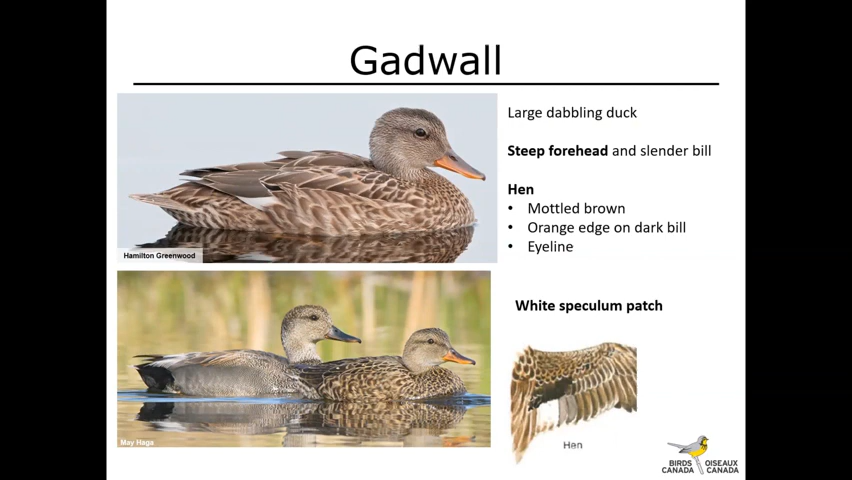 Gadwall
Large dabbling duck
Steep forehead and slender bill
Hen
• Mottled brown
• Orange edge on dark bill
• Eyeline
Hamilton Greenwood
White speculum patch
May Haga
Hen
BIRDS CANADA
OISEAUX CANADA